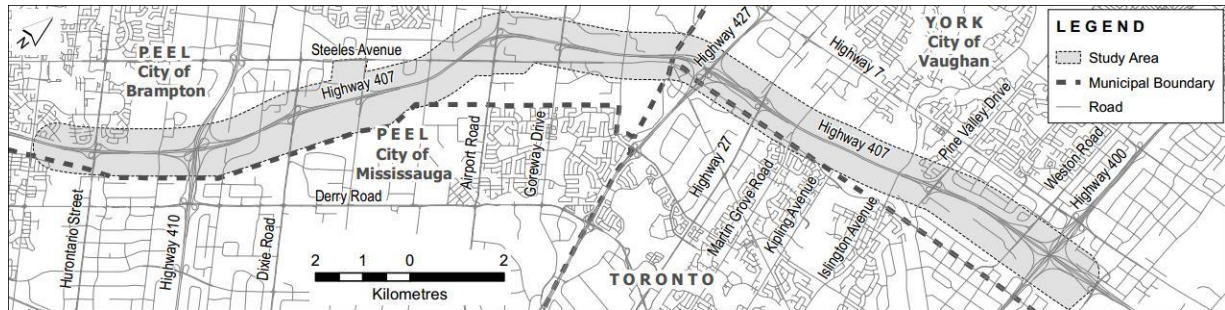 N
PEEL
City of
Brampton
Steeles Avenue
Highway 407
Highway 427
Highway 7
YORK
City of
Vaughan
LEGEND
Study Area
Municipal Boundary
Road
PEEL
City of
Mississauga
Airport Road
Goreway Drive
Highway 407
Pine Valley Drive
Weston Road
Highway 400
Hurontario Street
Highway 410
Dixie Road
Derry Road
Highway 27
Martin Grove Road
Kipling Avenue
Islington Avenue
2 1 0 2
Kilometres
TORONTO